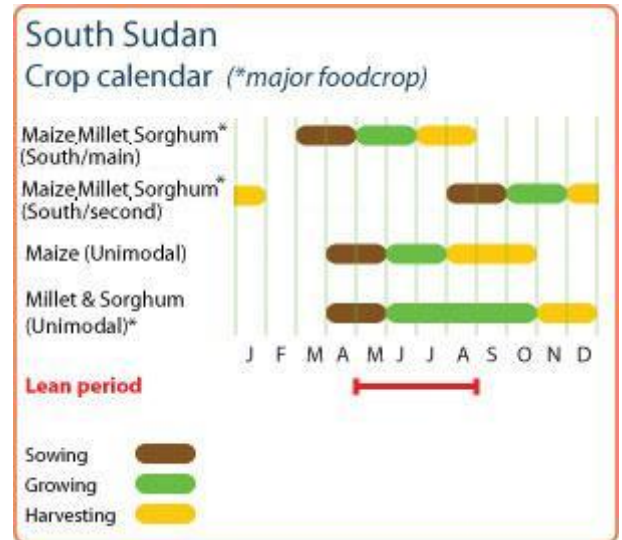 South Sudan
Crop calendar (*major foodcrop)
Maize,Millet,Sorghum*
(South/main)
Maize,Millet,Sorghum*
(South/second)
Maize (Unimodal)
Millet & Sorghum
(Unimodal)*
J F M A M J J A S O N D
Lean period
Sowing
Growing
Harvesting